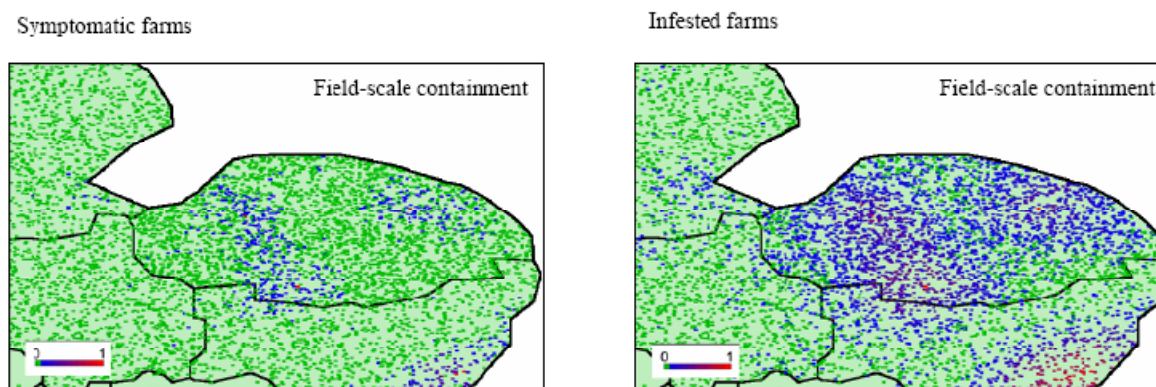 Symptomatic farms
Infested farms
Field-scale containment
Field-scale containment
0 1
0 1